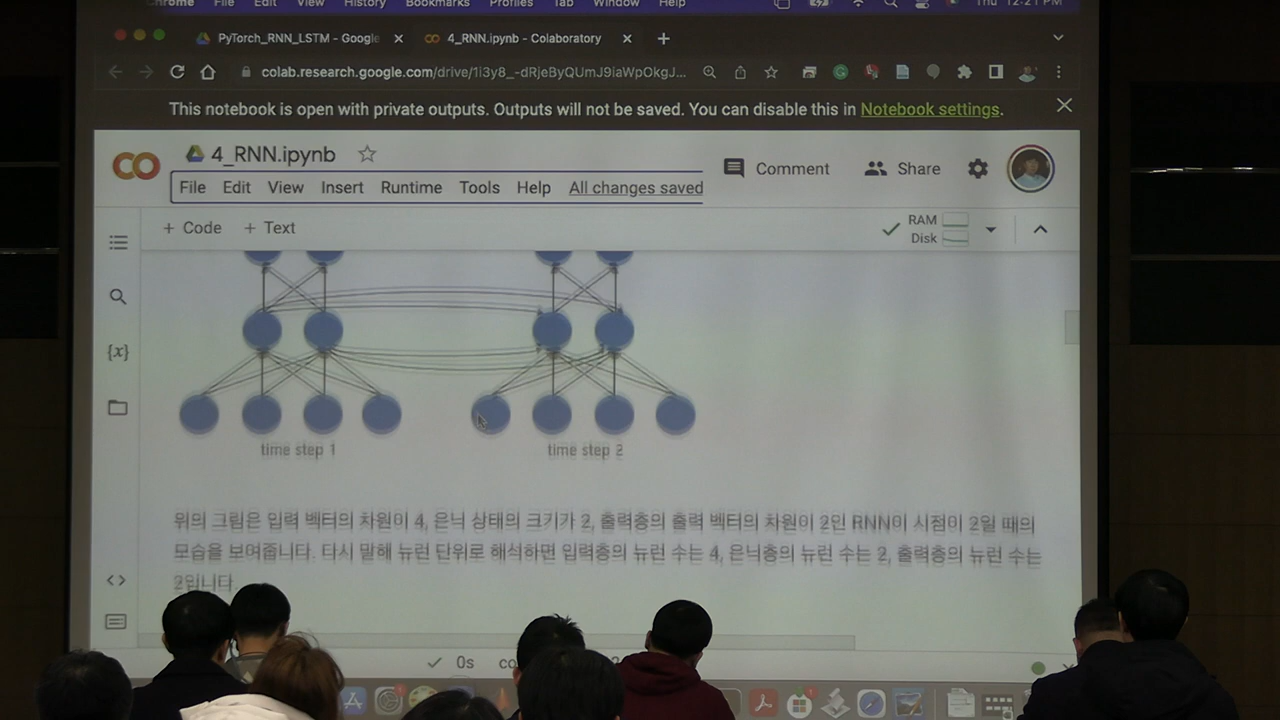 Chrome File Edit View History Bookmarks Profiles Tab Window Help Thu 12:21 PM
PyTorch_RNN_LSTM - Google
4_RNN.ipynb - Colaboratory
colab.research.google.com/drive/1i3y8_-dRjeByQUmJ9iaWpOkgJ...
This notebook is open with private outputs. Outputs will not be saved. You can disable this in Notebook settings.
4_RNN.ipynb
Comment
Share
File Edit View Insert Runtime Tools Help All changes saved
+ Code + Text
RAM
Disk
{x}
time step 1
time step 2
위의 그림은 입력 벡터의 차원이 4, 은닉 상태의 크기가 2, 출력층의 출력 벡터의 차원이 2인 RNN이 시점이 2일 때의
모습을 보여줍니다. 다시 말해 뉴런 단위로 해석하면 입력층의 뉴런 수는 4, 은닉층의 뉴런 수는 2, 출력층의 뉴런 수는
2입니다.
0s